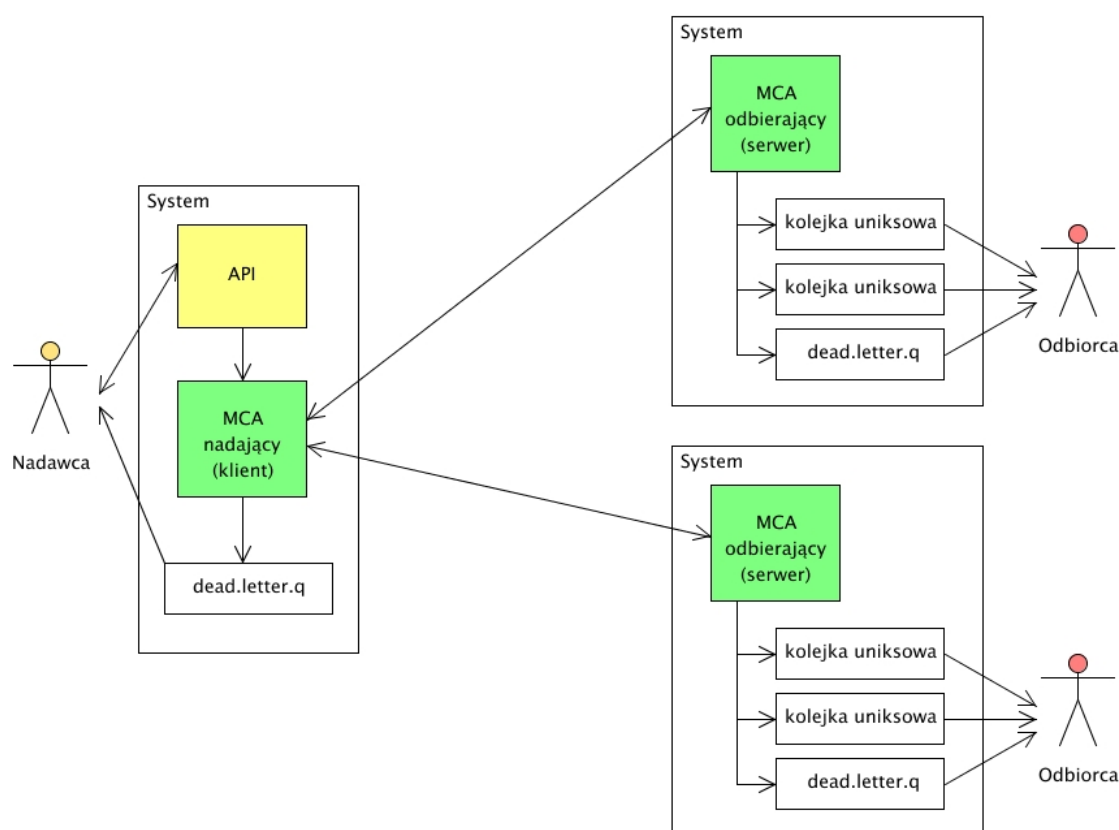 System
API
MCA
nadający
(klient)
dead.letter.q
Nadawca
System
MCA
odbierający
(serwer)
kolejka uniksowa
kolejka uniksowa
dead.letter.q
Odbiorca
System
MCA
odbierający
(serwer)
kolejka uniksowa
kolejka uniksowa
dead.letter.q
Odbiorca